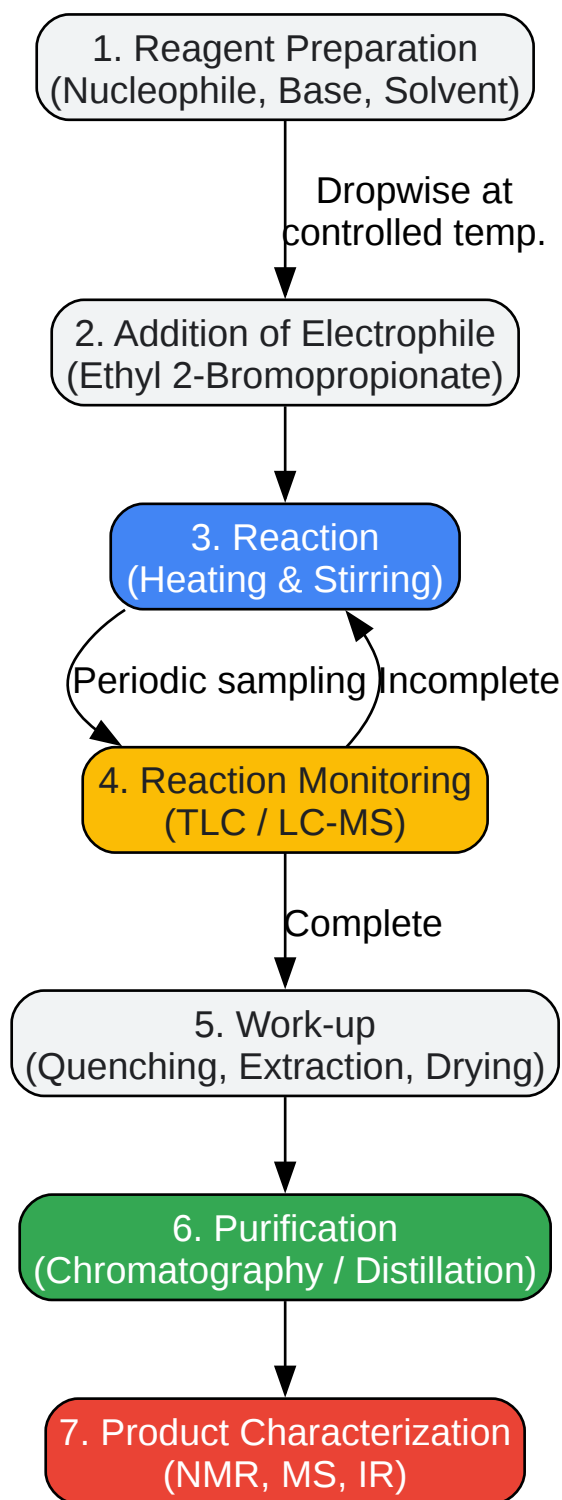 1. Reagent Preparation
(Nucleophile, Base, Solvent)
Dropwise at
controlled temp.
2. Addition of Electrophile
(Ethyl 2-Bromopropionate)
3. Reaction
(Heating & Stirring)
Periodic sampling
Incomplete
4. Reaction Monitoring
(TLC / LC-MS)
Complete
5. Work-up
(Quenching, Extraction, Drying)
6. Purification
(Chromatography / Distillation)
7. Product Characterization
(NMR, MS, IR)